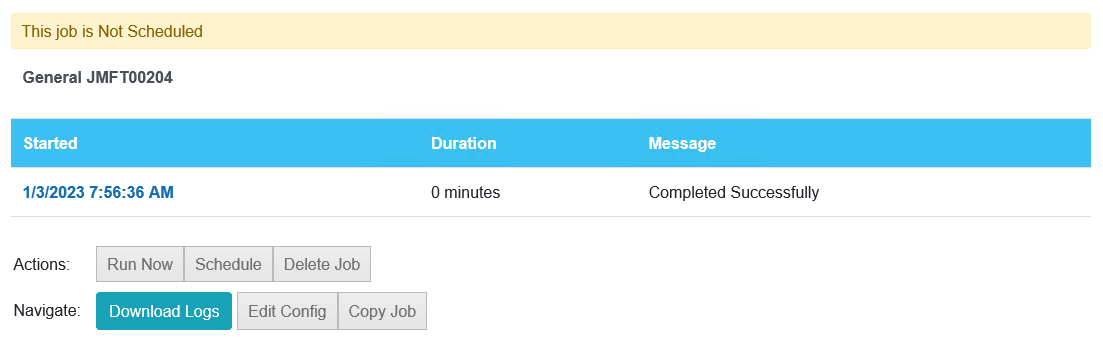 This job is Not Scheduled
General JMFT00204
Started Duration Message
1/3/2023 7:56:36 AM 0 minutes Completed Successfully
Actions: Run Now Schedule Delete Job
Navigate: Download Logs Edit Config Copy Job